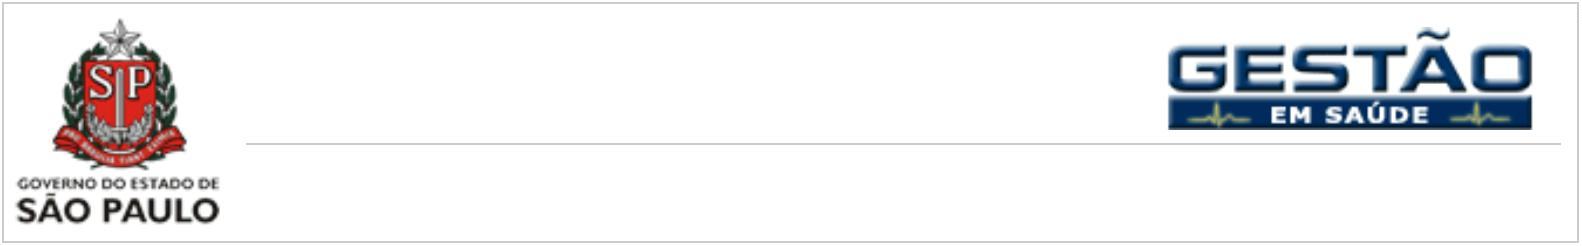 SP
GOVERNO DO ESTADO DE
SÃO PAULO
GESTÃO
EM SAÚDE